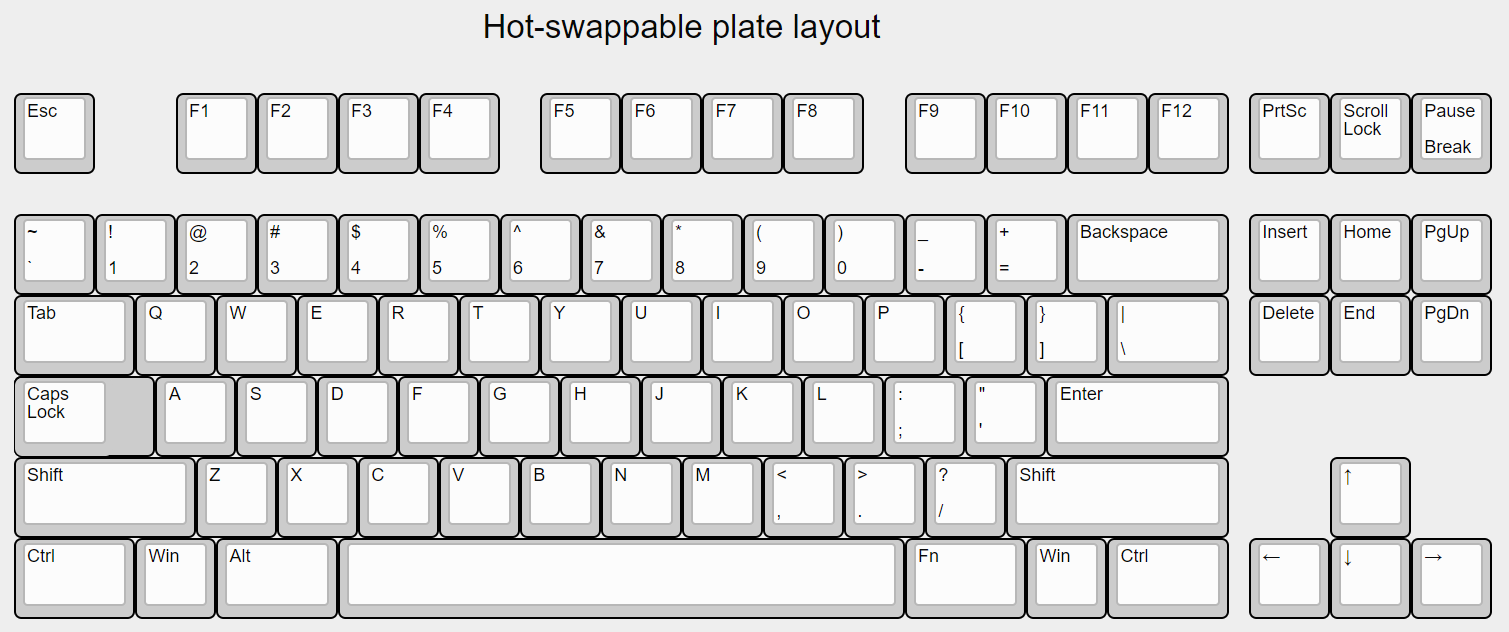 Hot-swappable plate layout
Esc F1 F2 F3 F4 F5 F6 F7 F8 F9 F10 F11 F12 PrtSc Scroll Pause
Lock
Break
~ ! @ # $ % ^ & * ( ) _ + Backspace Insert Home PgUp
` 1 2 3 4 5 6 7 8 9 0 - =
Tab Q W E R T Y U I O P { } | Delete End PgDn
[ ] \
Caps A S D F G H J K L : " Enter
Lock ; '
Shift Z X C V B N M < > ? Shift ↑
, . /
Ctrl Win Alt Fn Win Ctrl ← ↓ →